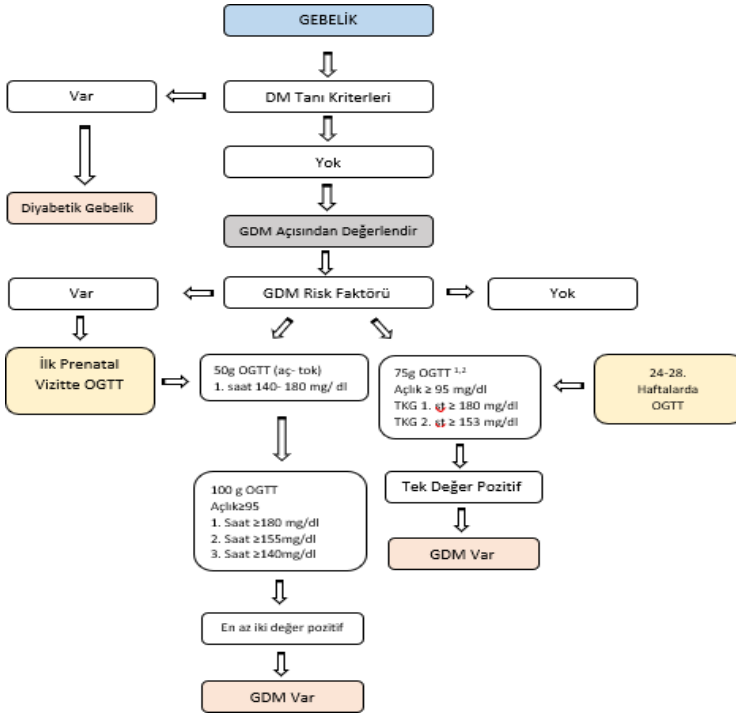 GEBELİK
Var
DM Tanı Kriterleri
Yok
Diyabetik Gebelik
GDM Açısından Değerlendir
Var
GDM Risk Faktörü
Yok
İlk Prenatal
Vizitte OGTT
50g OGTT (aç- tok)
1. saat 140- 180 mg/ dl
75g OGTT ¹,²
Açlık ≥ 95 mg/dl
TKG 1. st ≥ 180 mg/dl
TKG 2. st ≥ 153 mg/dl
24-28.
Haftalarda
OGTT
100 g OGTT
Açlık≥95
1. Saat ≥180 mg/dl
2. Saat ≥155mg/dl
3. Saat ≥140mg/dl
Tek Değer Pozitif
GDM Var
En az iki değer pozitif
GDM Var